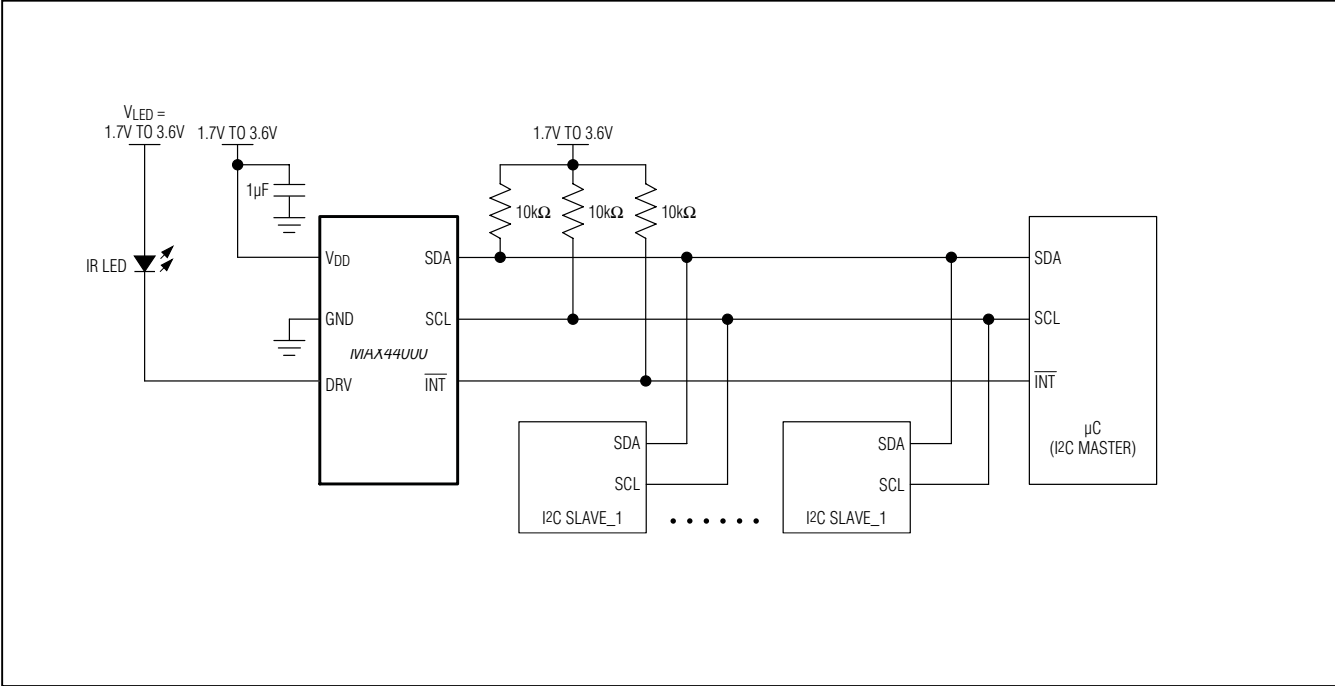 VLED =
1.7V TO 3.6V
1.7V TO 3.6V
1.7V TO 3.6V
1µF
10kΩ
10kΩ
10kΩ
IR LED
VDD
SDA
GND
SCL
MAX44000
DRV
INT
SDA
SCL
INT
µC
(I2C MASTER)
SDA
SCL
I2C SLAVE_1
SDA
SCL
I2C SLAVE_1